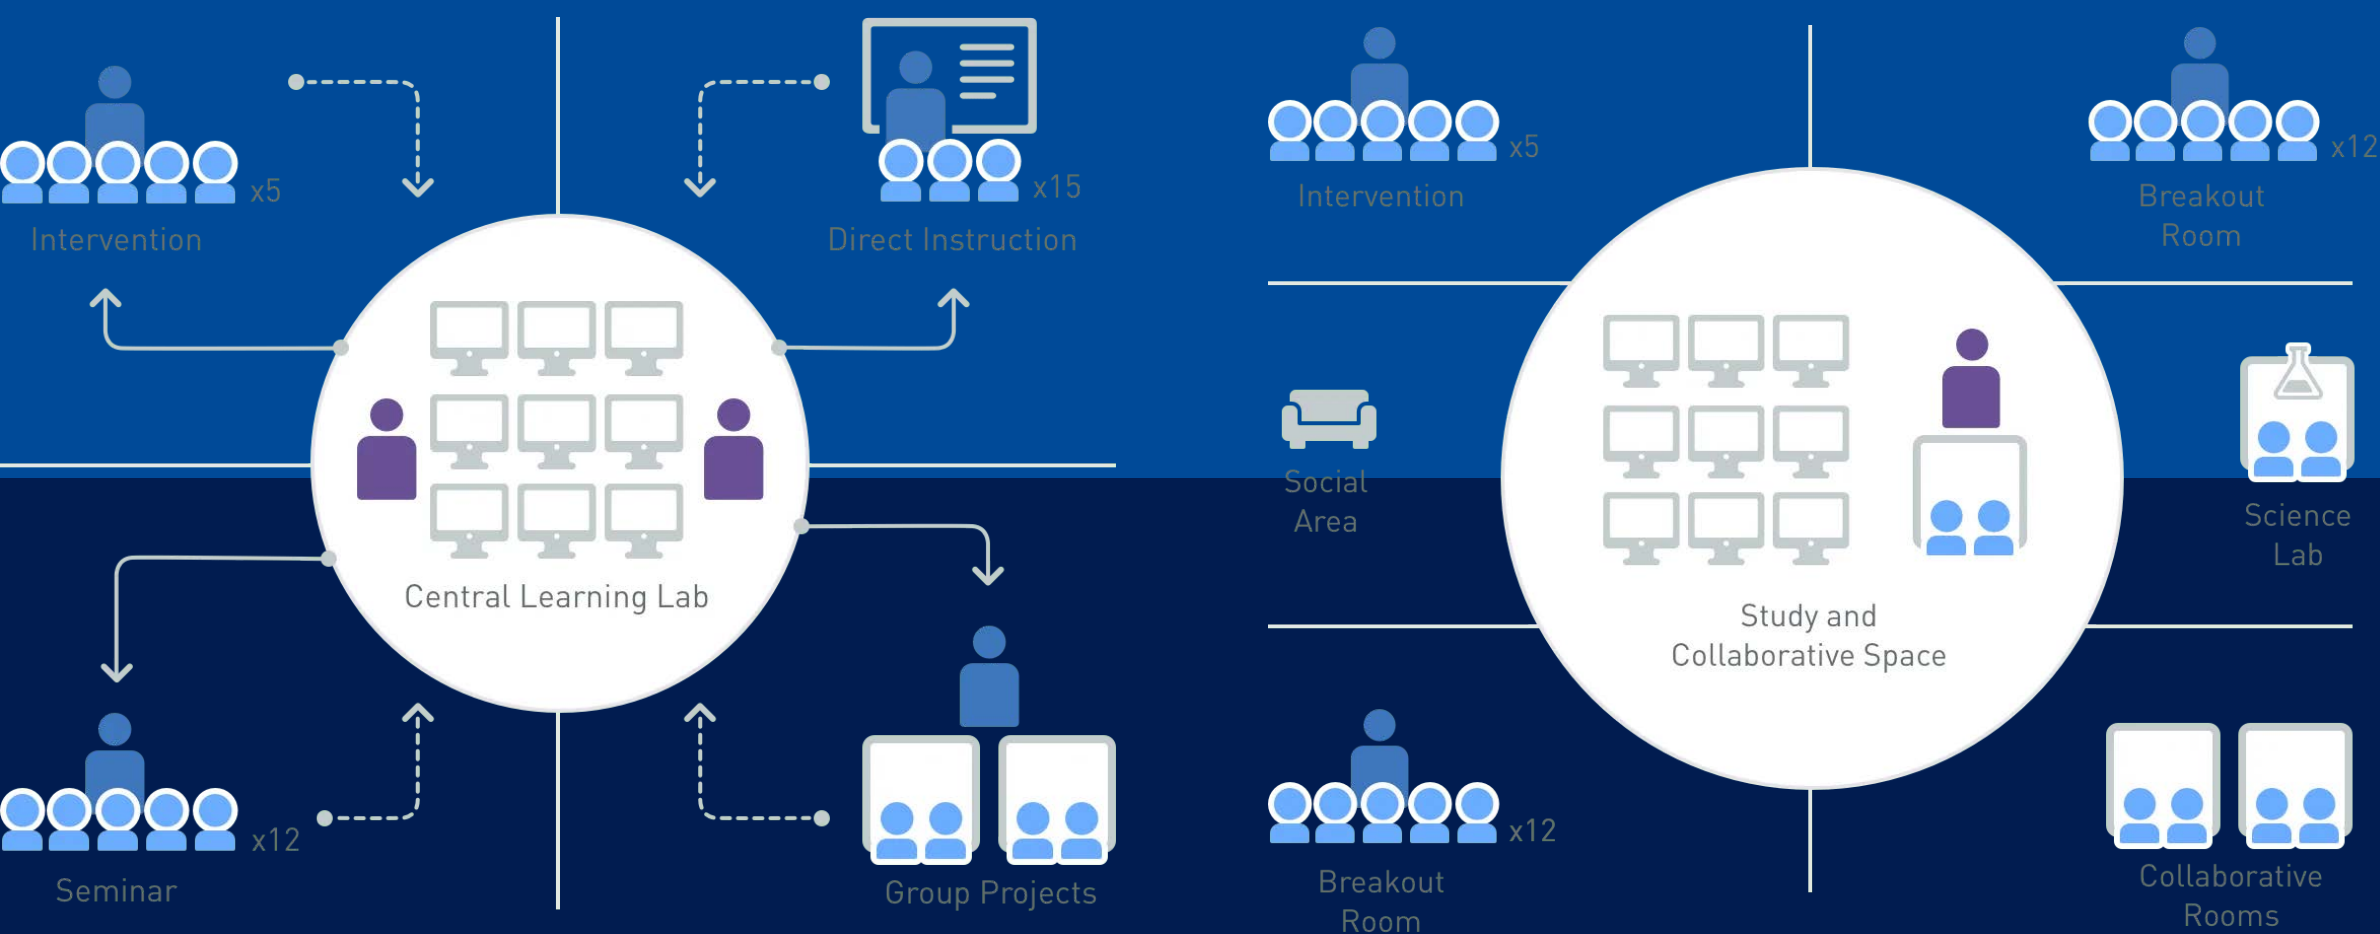 x5
Intervention
x15
Direct Instruction
Central Learning Lab
x12
Seminar
Group Projects
x5
Intervention
x12
Breakout
Room
Social
Area
Science
Lab
Study and
Collaborative Space
x12
Breakout
Room
Collaborative
Rooms